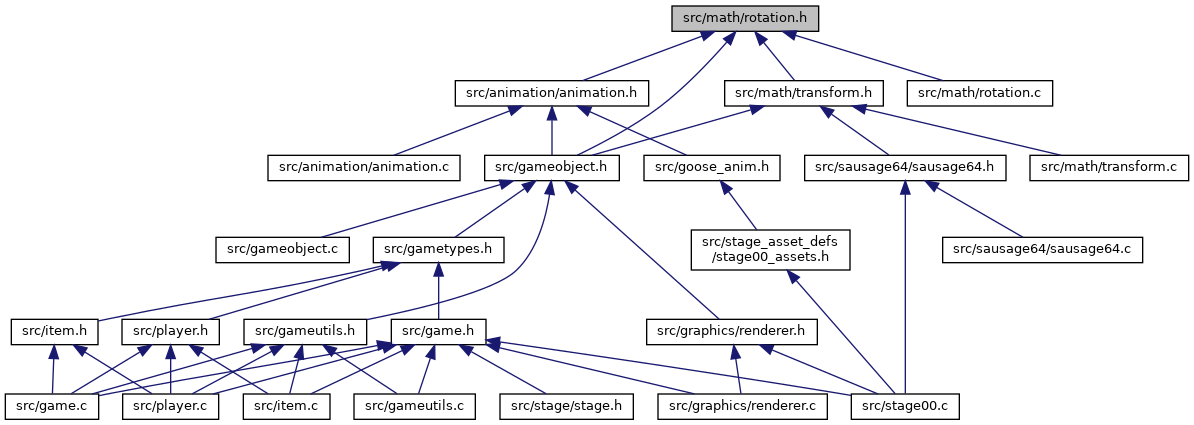 src/math/rotation.h
src/animation/animation.h
src/math/transform.h
src/math/rotation.c
src/animation/animation.c
src/gameobject.h
src/goose_anim.h
src/sausage64/sausage64.h
src/math/transform.c
src/gameobject.c
src/gametypes.h
src/stage_asset_defs
/stage00_assets.h
src/sausage64/sausage64.c
src/item.h
src/player.h
src/gameutils.h
src/game.h
src/graphics/renderer.h
src/game.c
src/player.c
src/item.c
src/gameutils.c
src/stage/stage.h
src/graphics/renderer.c
src/stage00.c